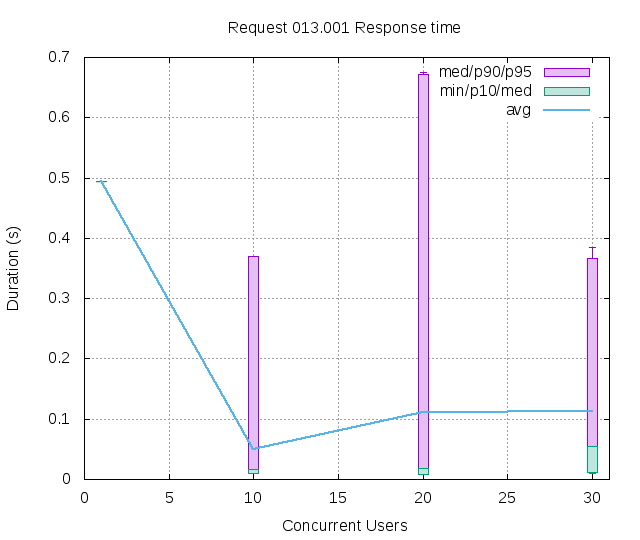 Request 013.001 Response time
0.7
0.6
0.5
0.4
0.3
0.2
0.1
0
Duration (s)
med/p90/p95
min/p10/med
avg
0 5 10 15 20 25 30
Concurrent Users